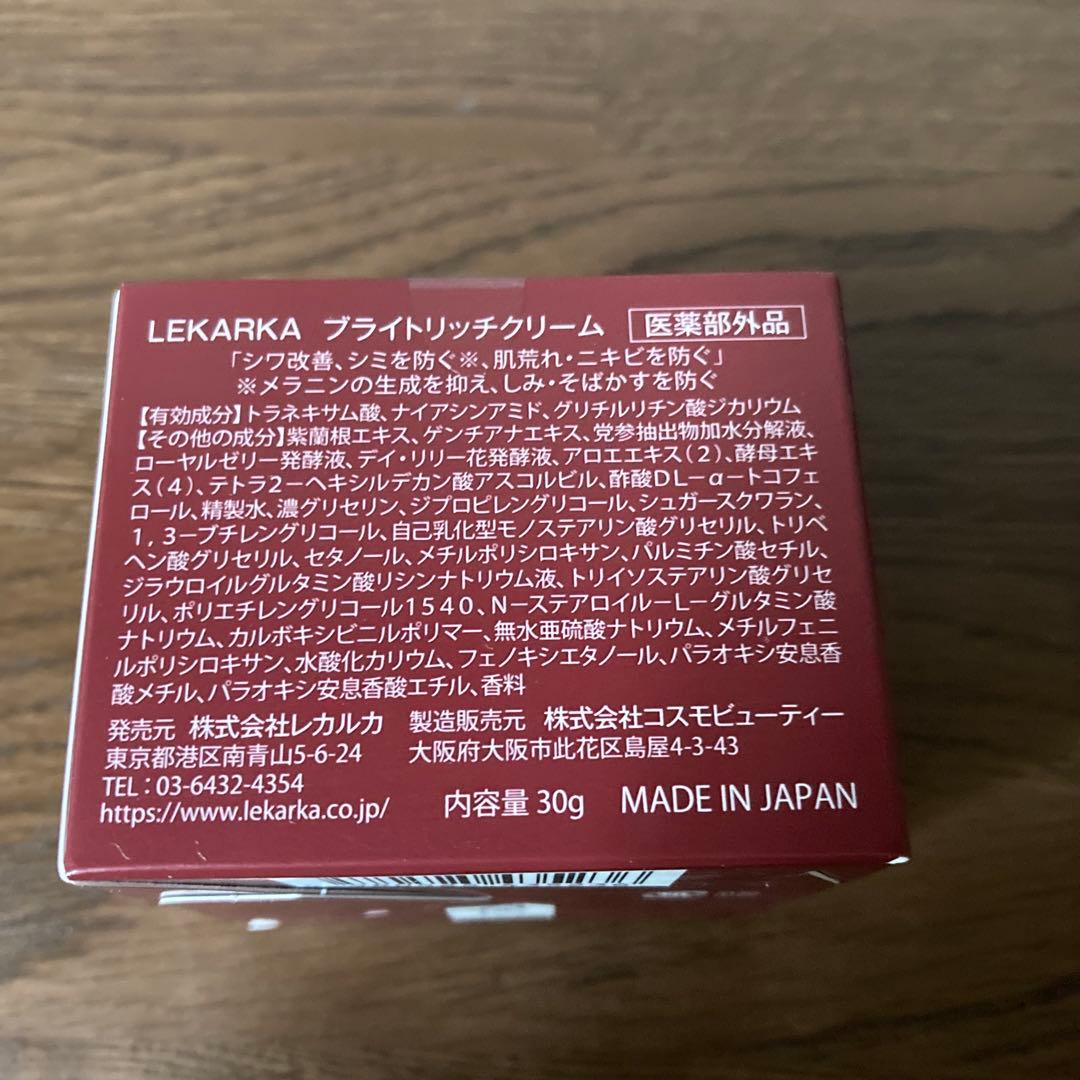 LEKARKA ブライトリッチクリーム 医薬部外品
「シワ改善、シミを防ぐ※、肌荒れ・ニキビを防ぐ」
※メラニンの生成を抑え、しみ・そばかすを防ぐ
【有効成分】トラネキサム酸、ナイアシンアミド、グリチルリチン酸ジカリウム
【その他の成分】紫蘭根エキス、ゲンチアナエキス、党参抽出物加水分解液、
ローヤルゼリー発酵液、デイ・リリー花発酵液、アロエエキス（2）、酵母エキ
ス（4）、テトラ2−ヘキシルデカン酸アスコルビル、酢酸DL−α−トコフェ
ロール、精製水、濃グリセリン、ジプロピレングリコール、シュガースクワラン、
1，3−ブチレングリコール、自己乳化型モノステアリン酸グリセリル、トリベ
ヘン酸グリセリル、セタノール、メチルポリシロキサン、パルミチン酸セチル、
ジラウロイルグルタミン酸リシンナトリウム液、トリイソステアリン酸グリセ
リル、ポリエチレングリコール1540、N−ステアロイル−L−グルタミン酸
ナトリウム、カルボキシビニルポリマー、無水亜硫酸ナトリウム、メチルフェニ
ルポリシロキサン、水酸化カリウム、フェノキシエタノール、パラオキシ安息香
酸メチル、パラオキシ安息香酸エチル、香料
発売元 株式会社レカルカ 製造販売元 株式会社コスモビューティー
東京都港区南青山5-6-24 大阪府大阪市此花区島屋4-3-43
TEL：03-6432-4354
https://www.lekarka.co.jp/ 内容量 30g MADE IN JAPAN